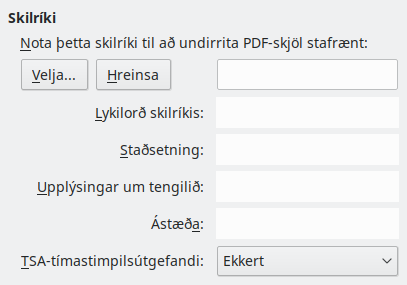 Skilríki
Nota þetta skilríki til að undirrita PDF-skjöl stafrænt:
Velja... Hreinsa
Lykilorð skilríkis:
Staðsetning:
Upplýsingar um tengilið:
Ástæða:
TSA-tímastimpilsútgefandi: Ekkert